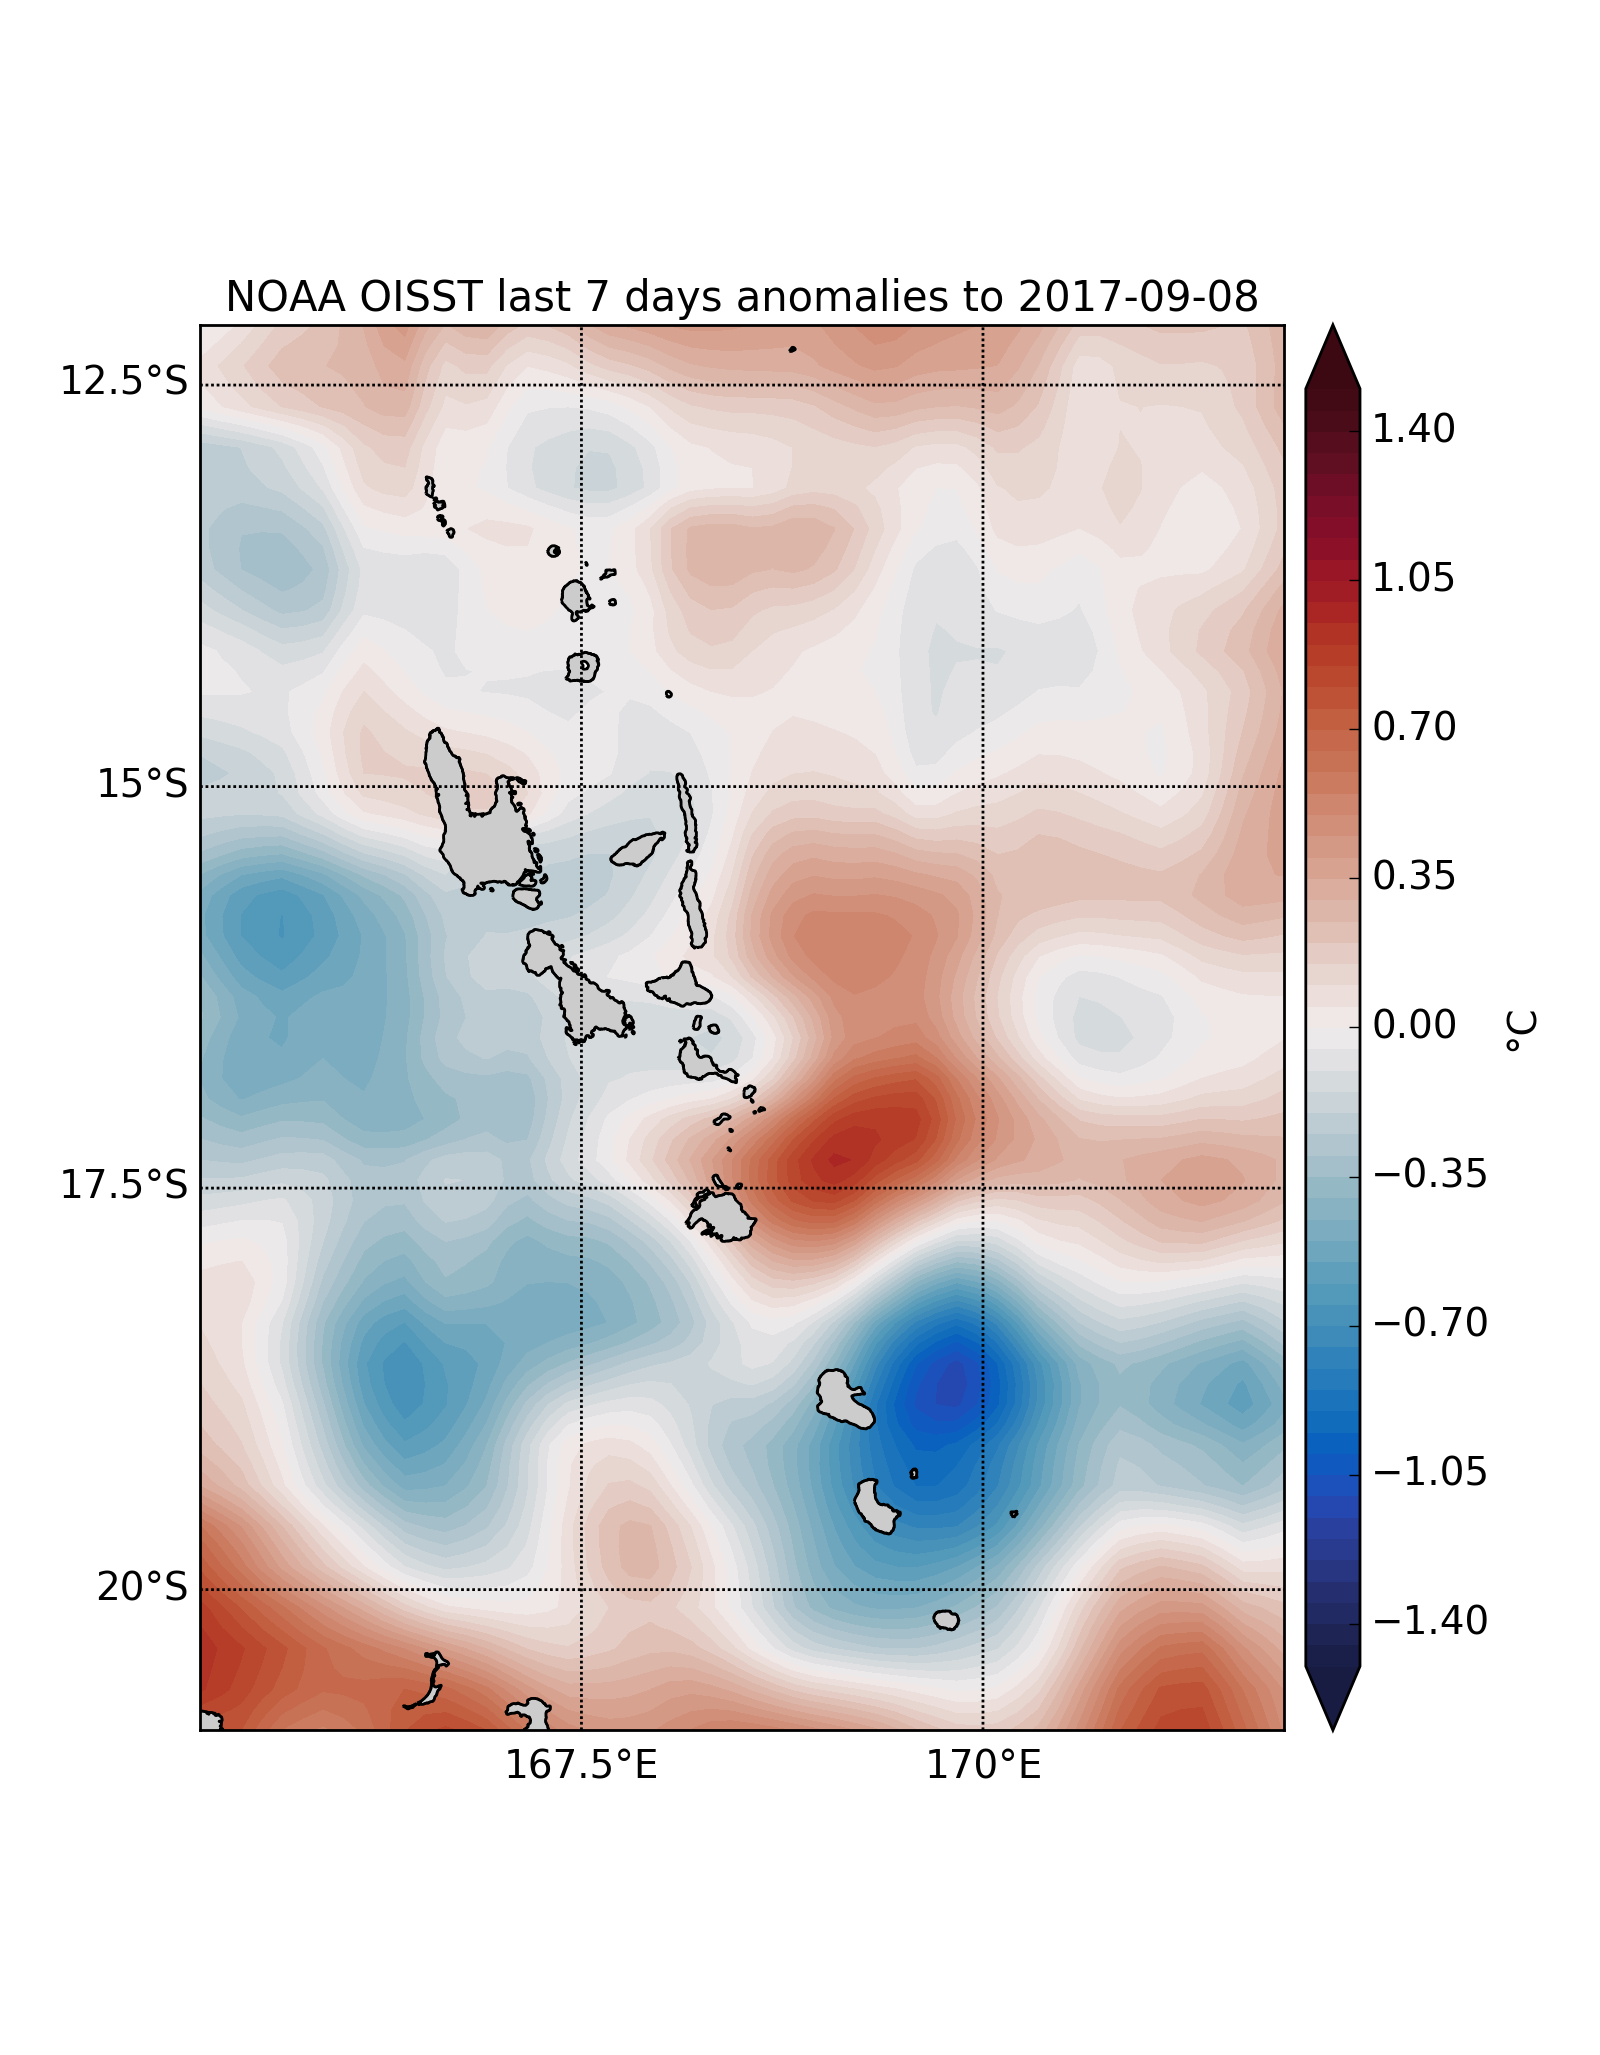 NOAA OISST last 7 days anomalies to 2017-09-08
12.5°S
15°S
17.5°S
20°S
167.5°E
170°E
1.40
1.05
0.70
0.35
0.00
−0.35
−0.70
−1.05
−1.40
°C